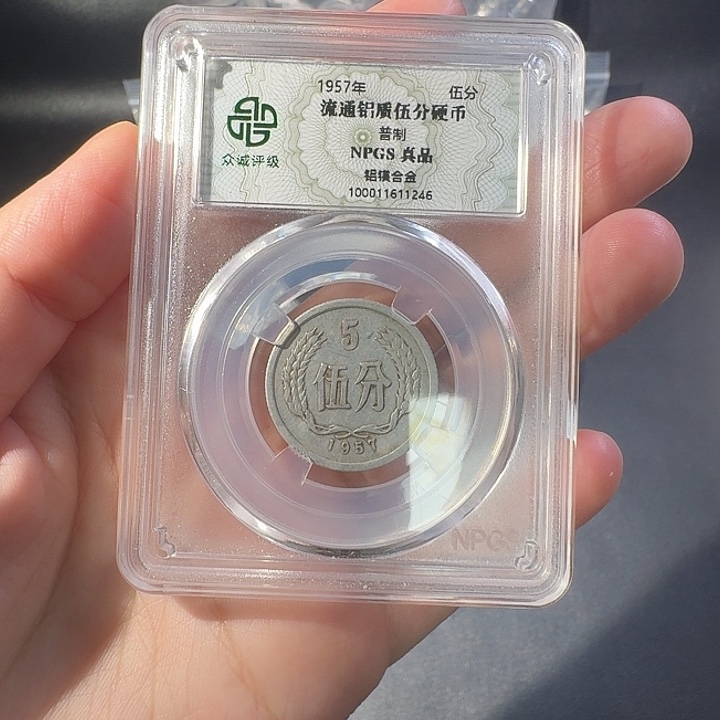 1957年 伍分
流通铝质伍分硬币
普制
NPGS 真品
铝镁合金
100011611246
众诚评级
5
伍分
1957
NPGS